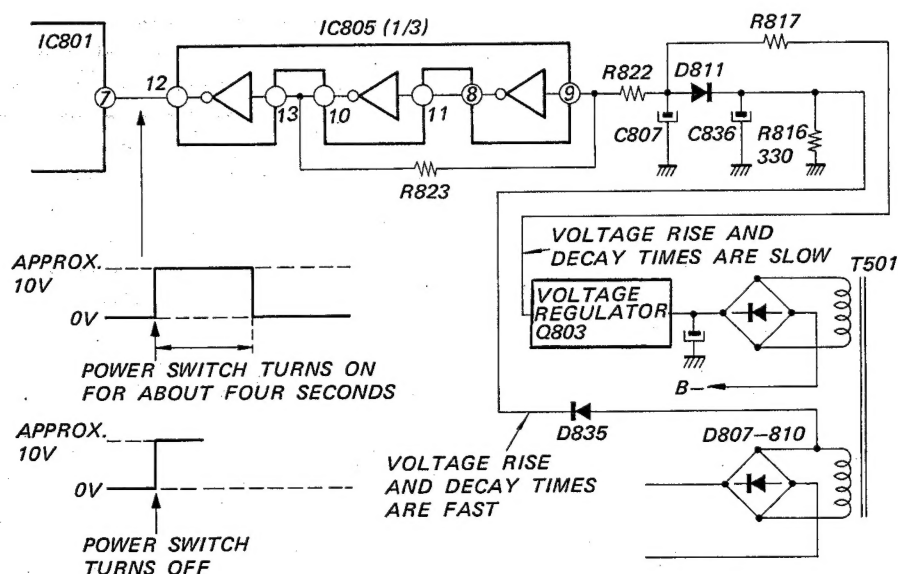 IC801
IC805 (1/3)
R817
7
12
13
10
11
8
9
R822
D811
C807
C836
R816
330
R823
APPROX.
10V
0V
POWER SWITCH TURNS ON
FOR ABOUT FOUR SECONDS
APPROX.
10V
0V
POWER SWITCH
TURNS OFF
VOLTAGE RISE AND
DECAY TIMES ARE SLOW
T501
VOLTAGE
REGULATOR
Q803
B–
D835
D807–810
VOLTAGE RISE
AND DECAY TIMES
ARE FAST